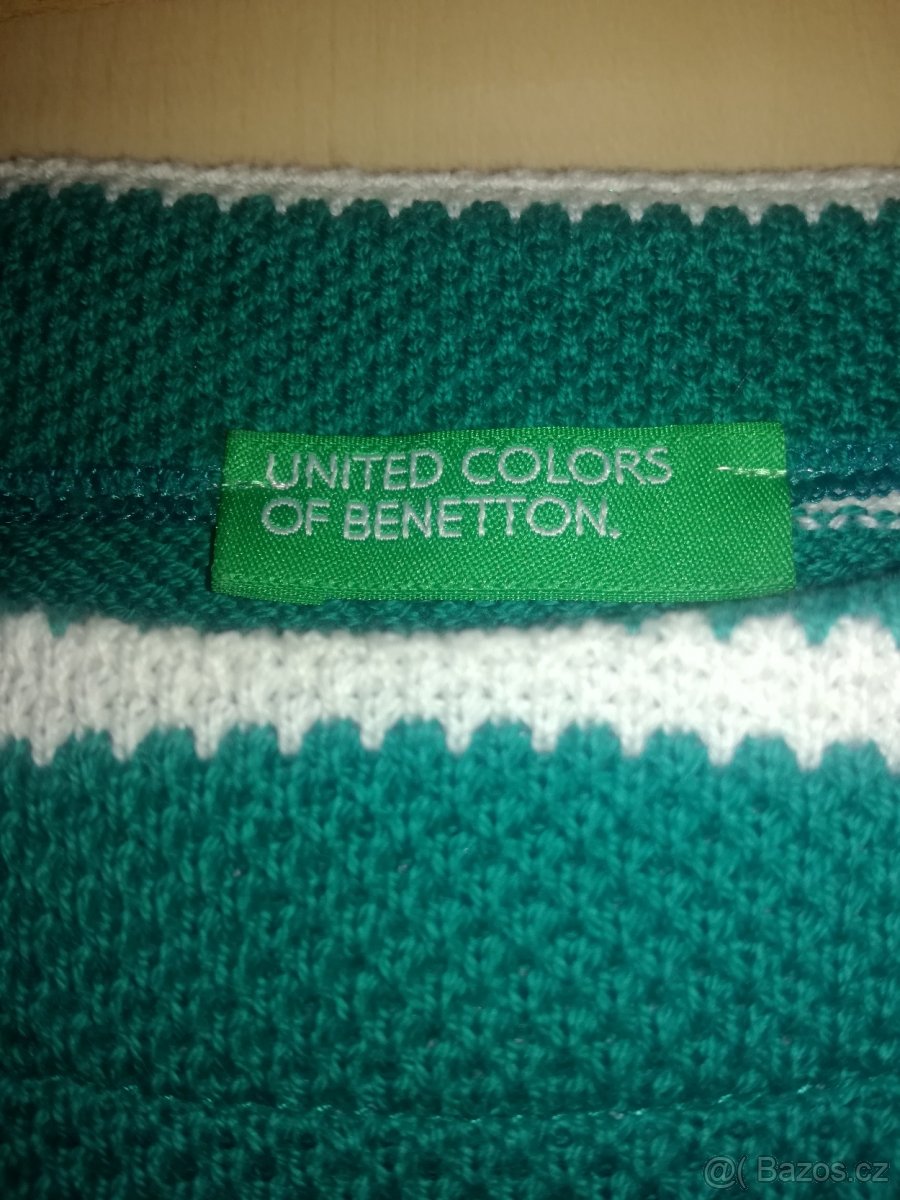 UNITED COLORS
OF BENETTON.
@( Bazos.cz